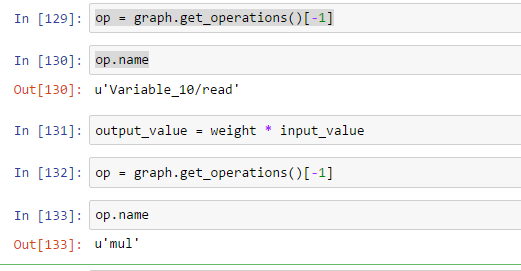 In [129]: op = graph.get_operations()[-1]
In [130]: op.name
Out[130]: u'Variable_10/read'
In [131]: output_value = weight * input_value
In [132]: op = graph.get_operations()[-1]
In [133]: op.name
Out[133]: u'mul'